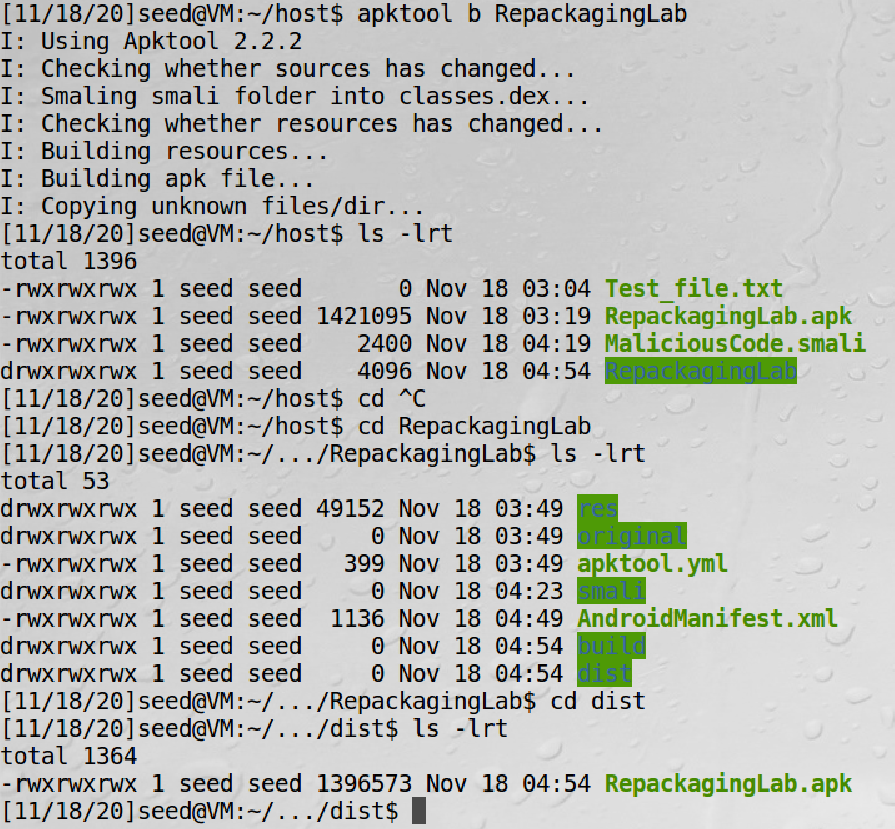 [11/18/20]seed@VM:~/host$ apktool b RepackagingLab
I: Using Apktool 2.2.2
I: Checking whether sources has changed...
I: Smaling smali folder into classes.dex...
I: Checking whether resources has changed...
I: Building resources...
I: Building apk file...
I: Copying unknown files/dir...
[11/18/20]seed@VM:~/host$ ls -lrt
total 1396
-rwxrwxrwx 1 seed seed       0 Nov 18 03:04 Test_file.txt
-rwxrwxrwx 1 seed seed 1421095 Nov 18 03:19 RepackagingLab.apk
-rwxrwxrwx 1 seed seed    2400 Nov 18 04:19 MaliciousCode.smali
drwxrwxrwx 1 seed seed    4096 Nov 18 04:54 RepackagingLab
[11/18/20]seed@VM:~/host$ cd ^C
[11/18/20]seed@VM:~/host$ cd RepackagingLab
[11/18/20]seed@VM:~/.../RepackagingLab$ ls -lrt
total 53
drwxrwxrwx 1 seed seed 49152 Nov 18 03:49 res
drwxrwxrwx 1 seed seed     0 Nov 18 03:49 original
-rwxrwxrwx 1 seed seed   399 Nov 18 03:49 apktool.yml
drwxrwxrwx 1 seed seed     0 Nov 18 04:23 smali
-rwxrwxrwx 1 seed seed  1136 Nov 18 04:49 AndroidManifest.xml
drwxrwxrwx 1 seed seed     0 Nov 18 04:54 build
drwxrwxrwx 1 seed seed     0 Nov 18 04:54 dist
[11/18/20]seed@VM:~/.../RepackagingLab$ cd dist
[11/18/20]seed@VM:~/.../dist$ ls -lrt
total 1364
-rwxrwxrwx 1 seed seed 1396573 Nov 18 04:54 RepackagingLab.apk
[11/18/20]seed@VM:~/.../dist$